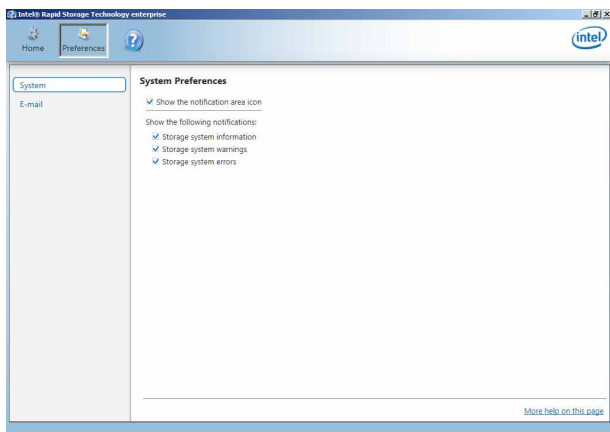 Intel® Rapid Storage Technology enterprise
Home
Preferences
?
intel
System
E-mail
System Preferences
Show the notification area icon
Show the following notifications:
Storage system information
Storage system warnings
Storage system errors
More help on this page